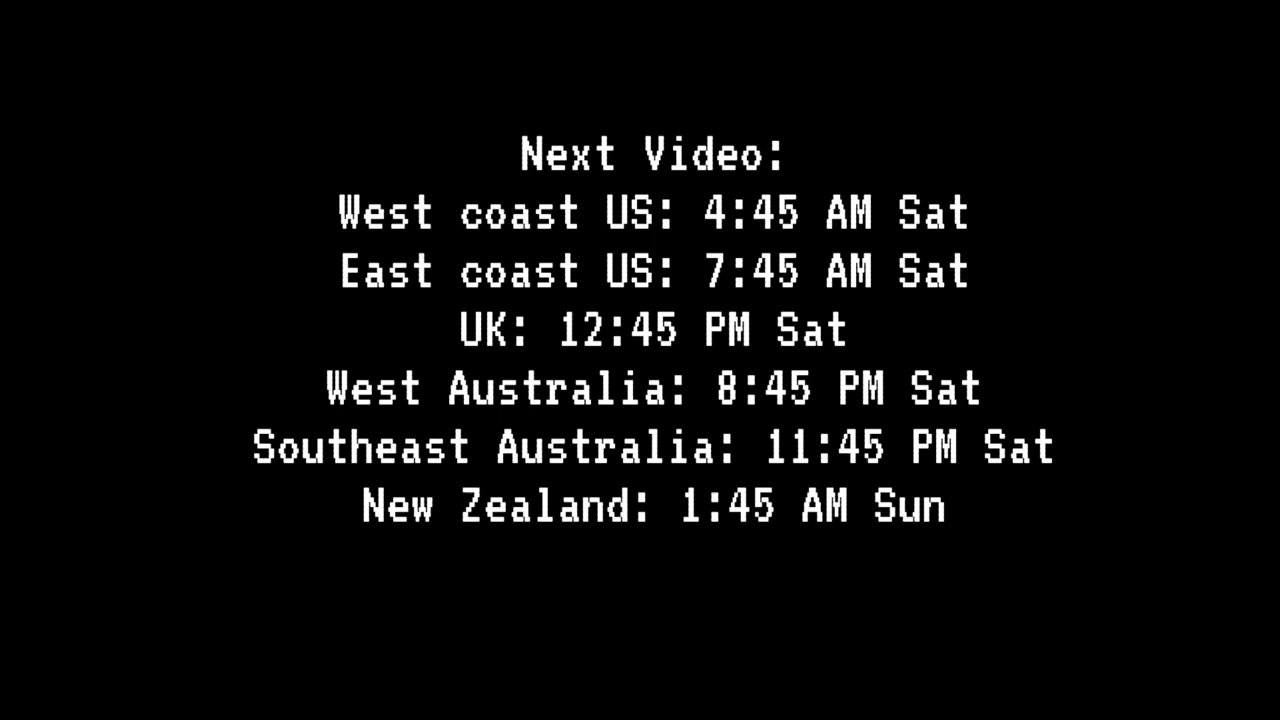 Next Video:
West coast US: 4:45 AM Sat
East coast US: 7:45 AM Sat
UK: 12:45 PM Sat
West Australia: 8:45 PM Sat
Southeast Australia: 11:45 PM Sat
New Zealand: 1:45 AM Sun